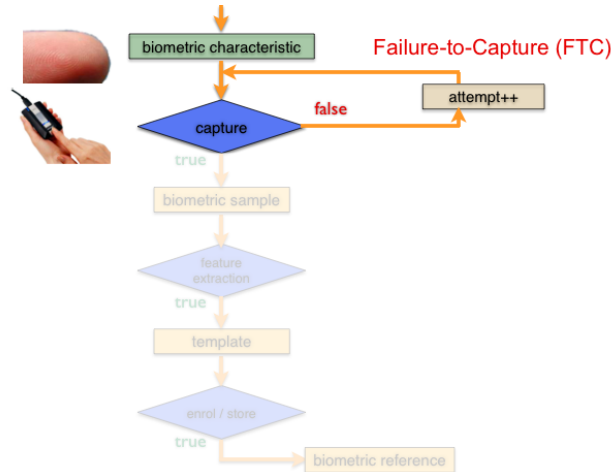 biometric characteristic
Failure-to-Capture (FTC)
attempt++
false
capture
true
biometric sample
feature
extraction
true
template
enrol / store
true
biometric reference